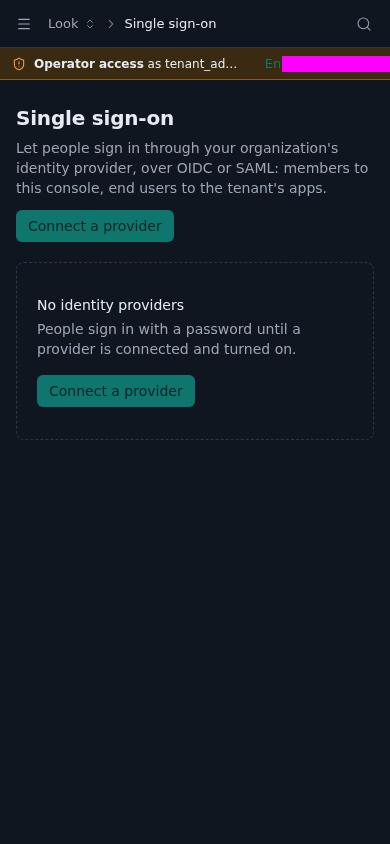 Look
Single sign-on
Operator access as tenant_ad...
Single sign-on
Let people sign in through your organization's
identity provider, over OIDC or SAML: members to
this console, end users to the tenant's apps.
Connect a provider
No identity providers
People sign in with a password until a
provider is connected and turned on.
Connect a provider